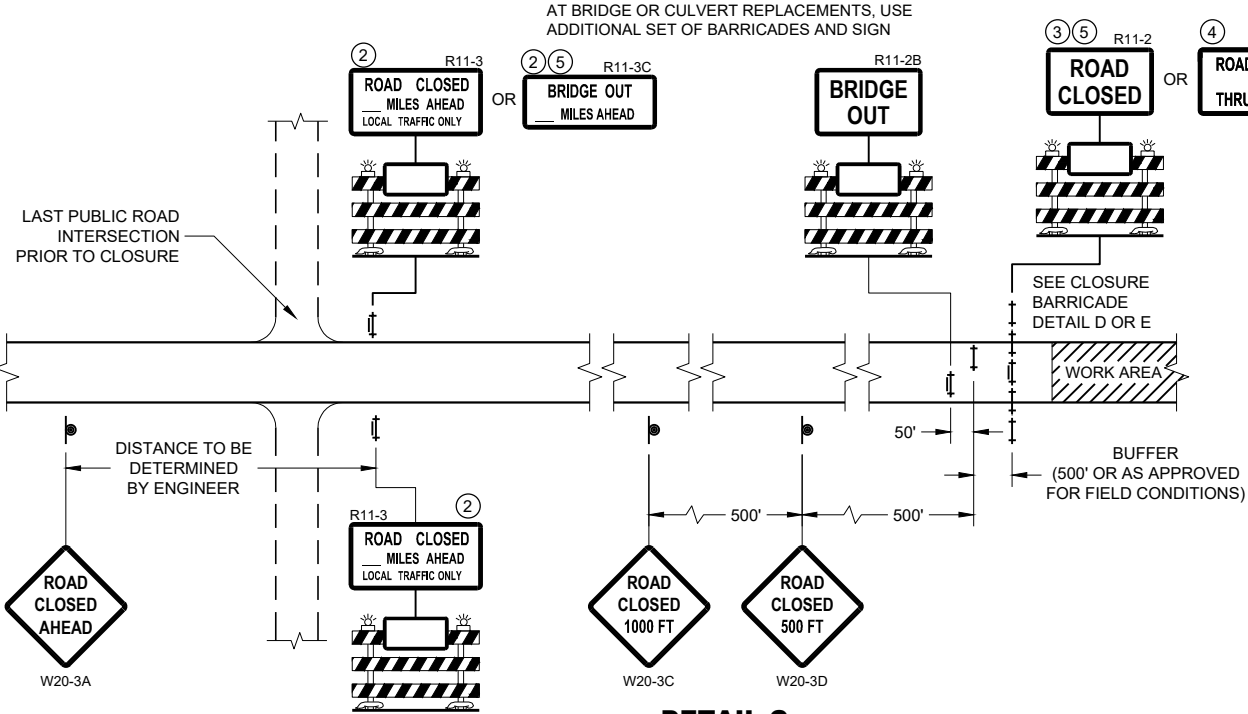 AT BRIDGE OR CULVERT REPLACEMENTS, USE
ADDITIONAL SET OF BARRICADES AND SIGN
2
R11-3
ROAD CLOSED
___ MILES AHEAD
LOCAL TRAFFIC ONLY
OR
2 5
R11-3C
BRIDGE OUT
___ MILES AHEAD
R11-2B
BRIDGE
OUT
3 5
R11-2
ROAD
CLOSED
OR
4
ROAD
THRU
LAST PUBLIC ROAD
INTERSECTION
PRIOR TO CLOSURE
SEE CLOSURE
BARRICADE
DETAIL D OR E
WORK AREA
DISTANCE TO BE
DETERMINED
BY ENGINEER
50'
BUFFER
(500' OR AS APPROVED
FOR FIELD CONDITIONS)
500'
500'
R11-3
2
ROAD CLOSED
___ MILES AHEAD
LOCAL TRAFFIC ONLY
ROAD
CLOSED
AHEAD
W20-3A
ROAD
CLOSED
1000 FT
W20-3C
ROAD
CLOSED
500 FT
W20-3D